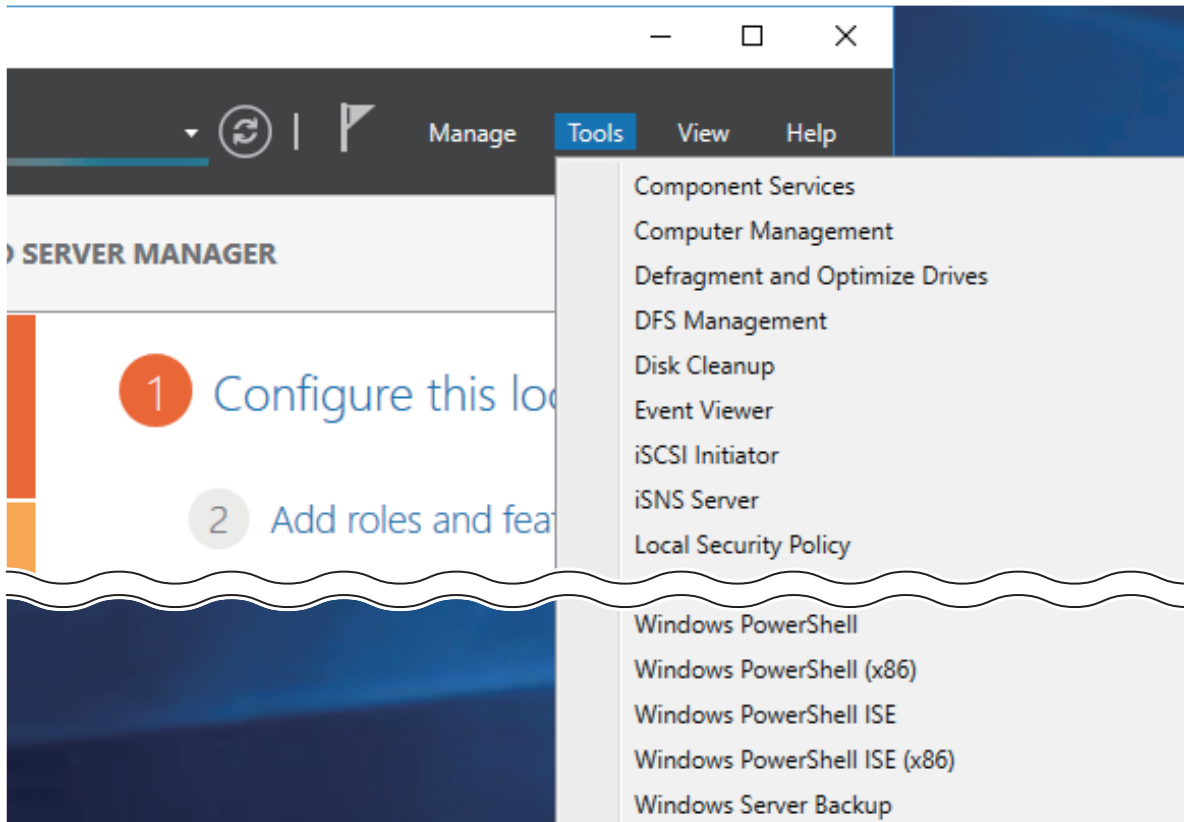 Manage Tools View Help
SERVER MANAGER
1 Configure this
2 Add roles and
Component Services
Computer Management
Defragment and Optimize Drives
DFS Management
Disk Cleanup
Event Viewer
iSCSI Initiator
iSNS Server
Local Security Policy
Windows PowerShell
Windows PowerShell (x86)
Windows PowerShell ISE
Windows PowerShell ISE (x86)
Windows Server Backup